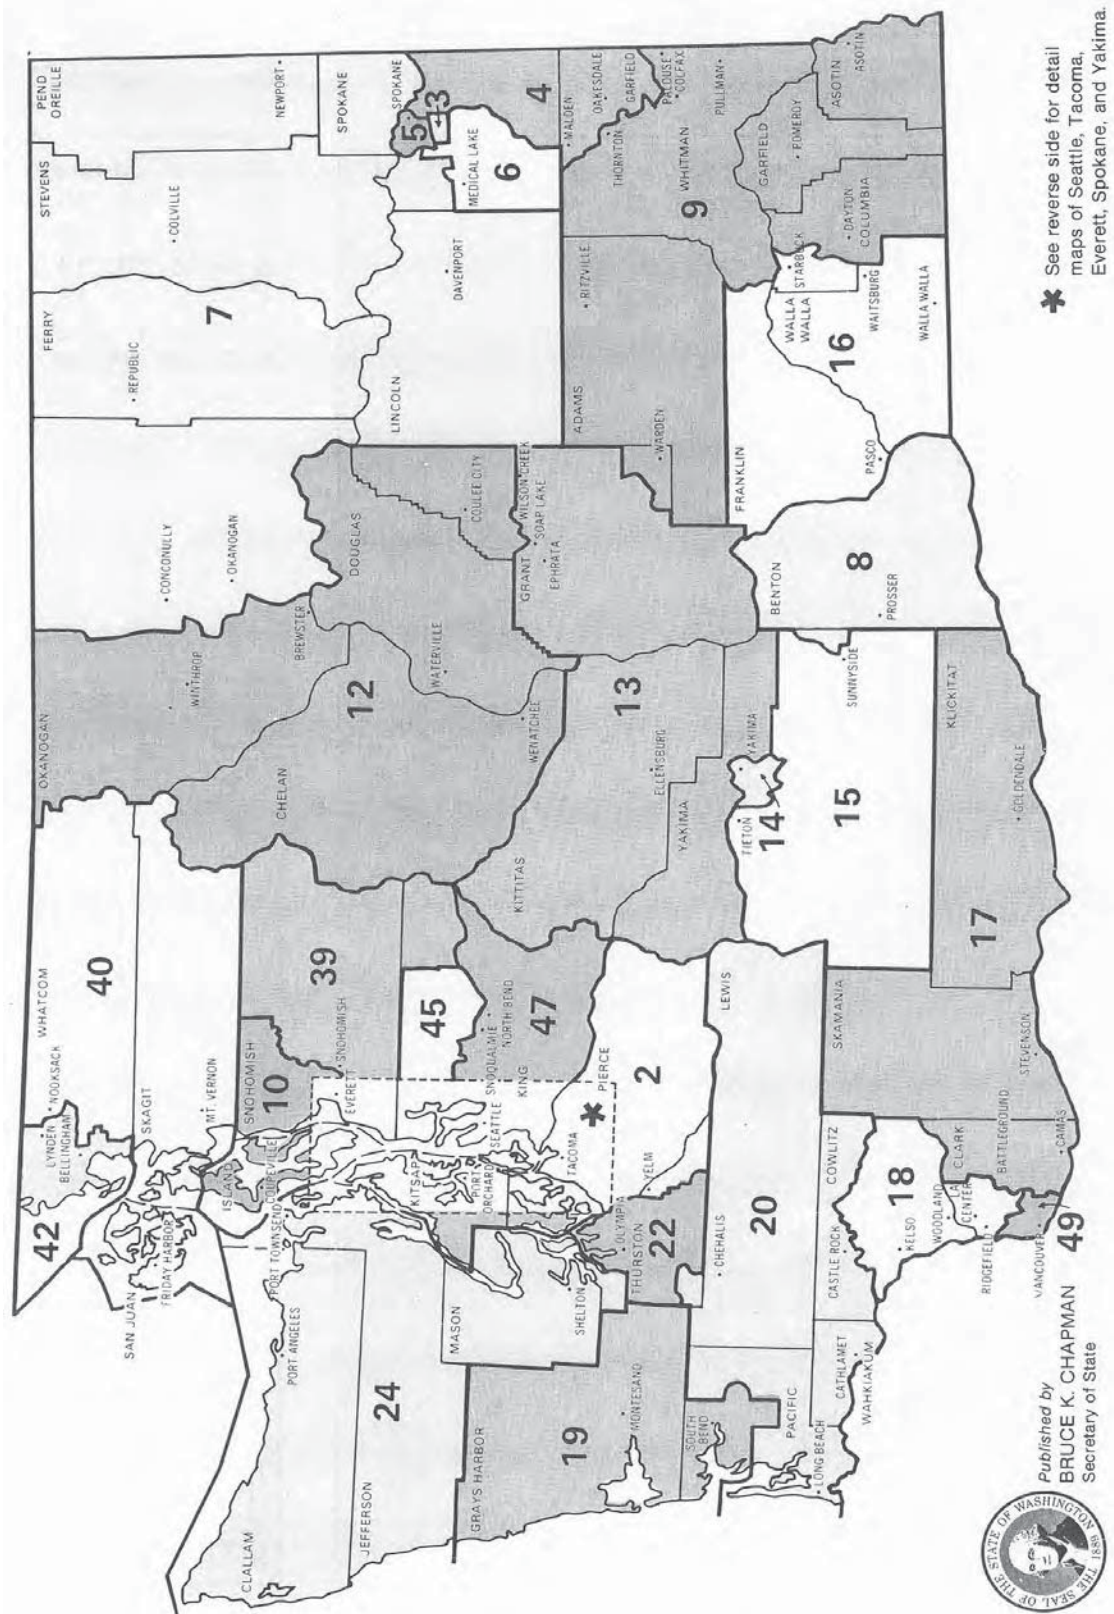 42
LYNDEN
NOOKSACK
BELLINGHAM
WHATCOM
40
SAN JUAN
FRIDAY HARBOR
SKAGIT
MT. VERNON
OKANOGAN
WINTHROP
CONCONULLY
OKANOGAN
BREWSTER
FERRY
REPUBLIC
7
STEVENS
COLVILLE
PEND
OREILLE
NEWPORT
CLALLAM
PORT ANGELES
PORT TOWNSEND
ISLAND
COUPEVILLE
10
SNOHOMISH
39
SNOHOMISH
EVERETT
CHELAN
12
DOUGLAS
WATERVILLE
COULEE CITY
LINCOLN
DAVENPORT
SPOKANE
SPOKANE
5
3
MEDICAL LAKE
6
4
JEFFERSON
24
KITSAP
PORT
ORCHARD
SEATTLE
45
SNOQUALMIE
NORTH BEND
KING
47
WENATCHEE
GRANT
WILSON CREEK
SOAP LAKE
EPHRATA
GRAYS HARBOR
19
MONTESANO
MASON
SHELTON
TACOMA
*
PIERCE
2
KITTITAS
ELLENSBURG
13
YAKIMA
ADAMS
RITZVILLE
WARDEN
MALDEN
OAKESDALE
THORNTON
GARFIELD
PALOUSE
COLFAX
WHITMAN
9
PULLMAN
THURSTON
OLYMPIA
22
YELM
SOUTH
BEND
PACIFIC
LONG BEACH
CHEHALIS
20
LEWIS
TIETON
14
YAKIMA
15
SUNNYSIDE
BENTON
8
PROSSER
FRANKLIN
PASCO
WALLA
WALLA
STARBUCK
16
WAITSBURG
WALLA WALLA
GARFIELD
POMEROY
DAYTON
COLUMBIA
ASOTIN
ASOTIN
CATHLAMET
WAHKIAKUM
CASTLE ROCK
COWLITZ
KELSO
18
WOODLAND
LA
CENTER
RIDGEFIELD
VANCOUVER
49
CLARK
BATTLEGROUND
CAMAS
SKAMANIA
STEVENSON
KLICKITAT
17
GOLDENDALE
THE SEAL OF THE STATE OF WASHINGTON
1889
Published by
BRUCE K. CHAPMAN
Secretary of State
* See reverse side for detail
maps of Seattle, Tacoma,
Everett, Spokane, and Yakima.